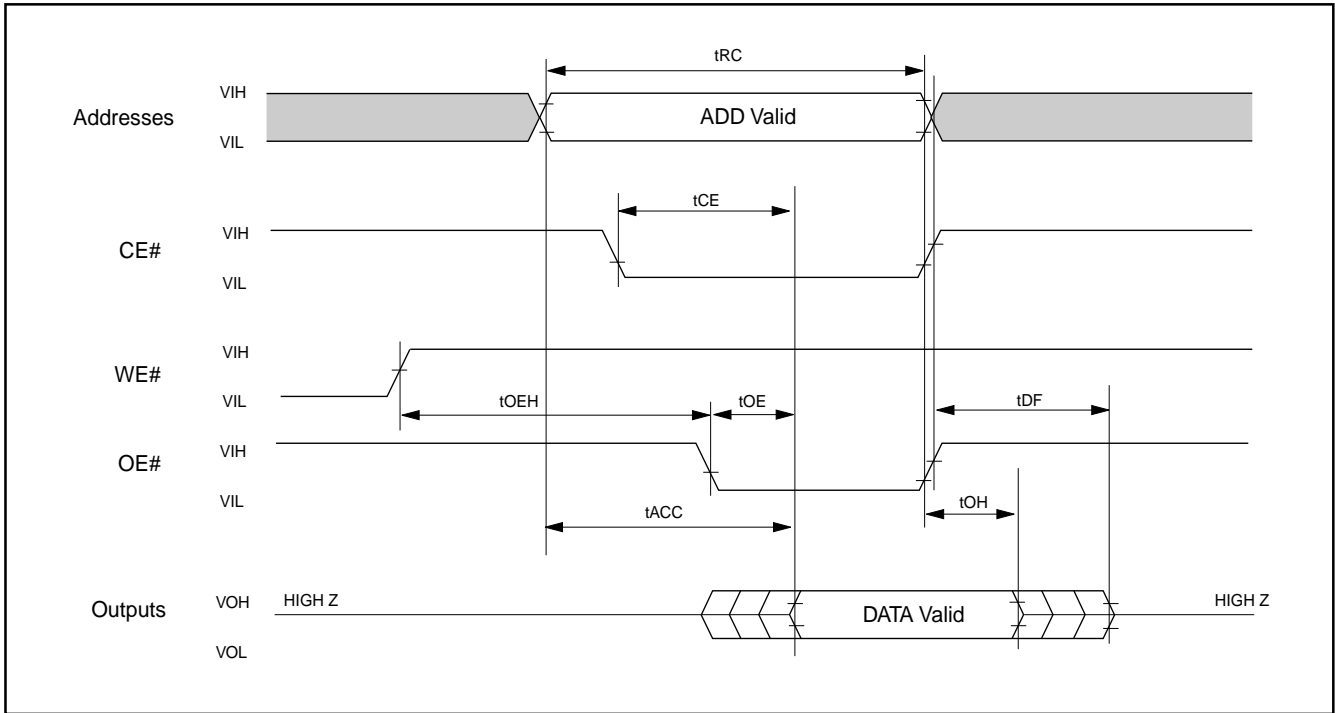 tRC
VIH
Addresses
ADD Valid
VIL
tCE
VIH
CE#
VIL
VIH
WE#
VIL
tOEH
tOE
tDF
VIH
OE#
VIL
tACC
tOH
Outputs
VOH
HIGH Z
DATA Valid
HIGH Z
VOL